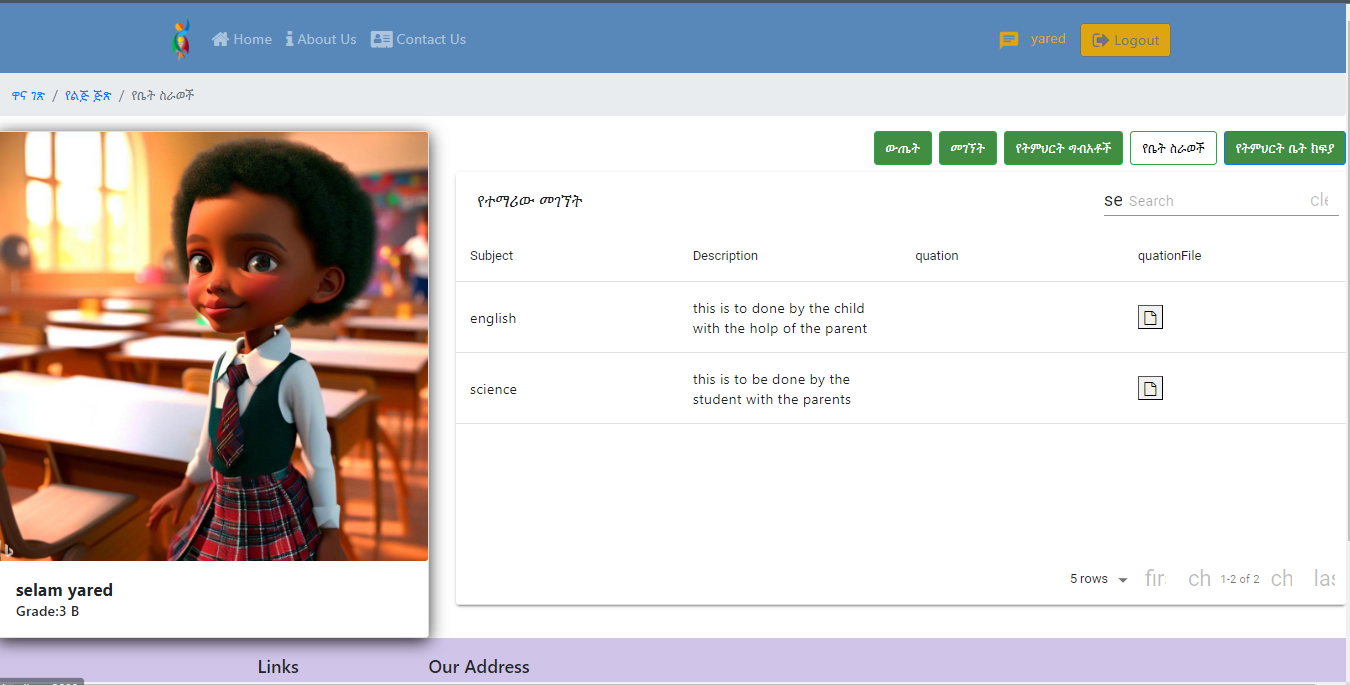 Home About Us Contact Us yared Logout
ዋና ገጽ / የልጅ ጅጽ / የቤት ስራወች
ውጤት መገኘት የትምህርት ግብአቶች የቤት ስራወች የትምህርት ቤት ክፍያ
የተማሪው መገኘት
se Search cle
Subject Description quation quationFile
english this is to done by the child
with the holp of the parent
science this is to be done by the
student with the parents
5 rows fir ch 1-2 of 2 ch las
selam yared
Grade:3 B
Links Our Address